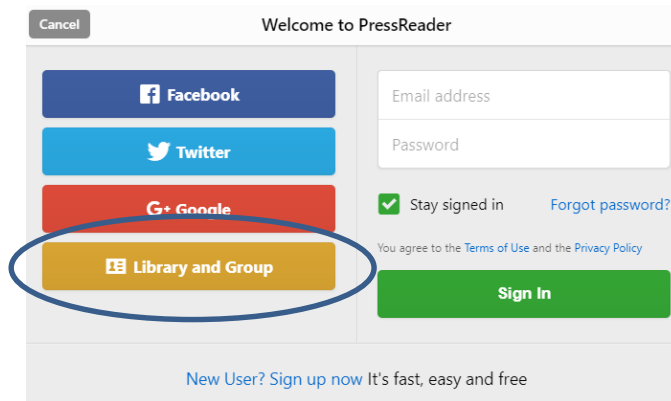 Cancel
Welcome to PressReader
Facebook
Twitter
G+ Google
Library and Group
Email address
Password
Stay signed in
Forgot password?
You agree to the Terms of Use and the Privacy Policy
Sign In
New User? Sign up now It's fast, easy and free